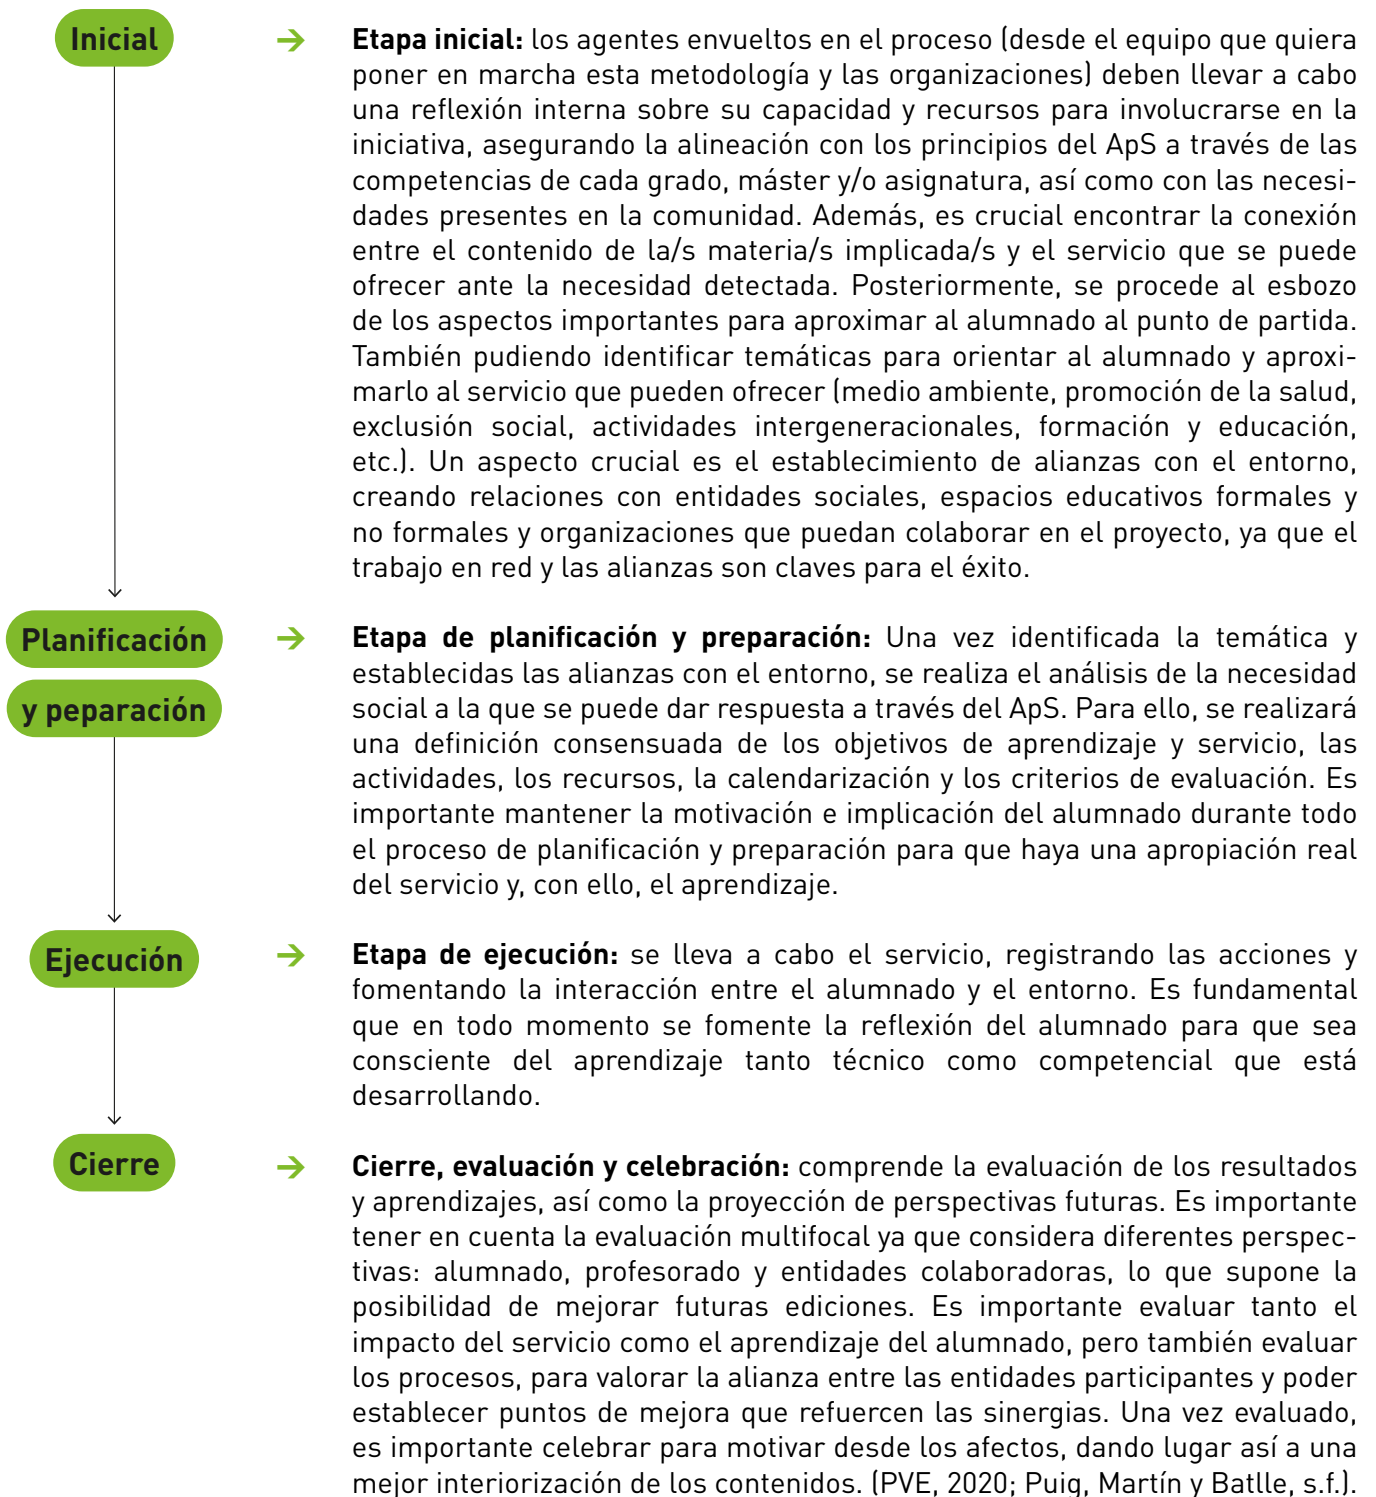 Inicial
Etapa inicial: los agentes envueltos en el proceso (desde el equipo que quiera
poner en marcha esta metodología y las organizaciones) deben llevar a cabo
una reflexión interna sobre su capacidad y recursos para involucrarse en la
iniciativa, asegurando la alineación con los principios del ApS a través de las
competencias de cada grado, máster y/o asignatura, así como con las necesi-
dades presentes en la comunidad. Además, es crucial encontrar la conexión
entre el contenido de la/s materia/s implicada/s y el servicio que se puede
ofrecer ante la necesidad detectada. Posteriormente, se procede al esbozo
de los aspectos importantes para aproximar al alumnado al punto de partida.
También pudiendo identificar temáticas para orientar al alumnado y aproxi-
marlo al servicio que pueden ofrecer (medio ambiente, promoción de la salud,
exclusión social, actividades intergeneracionales, formación y educación,
etc.). Un aspecto crucial es el establecimiento de alianzas con el entorno,
creando relaciones con entidades sociales, espacios educativos formales y
no formales y organizaciones que puedan colaborar en el proyecto, ya que el
trabajo en red y las alianzas son claves para el éxito.
Planificación
y peparación
Etapa de planificación y preparación: Una vez identificada la temática y
establecidas las alianzas con el entorno, se realiza el análisis de la necesidad
social a la que se puede dar respuesta a través del ApS. Para ello, se realizará
una definición consensuada de los objetivos de aprendizaje y servicio, las
actividades, los recursos, la calendarización y los criterios de evaluación. Es
importante mantener la motivación e implicación del alumnado durante todo
el proceso de planificación y preparación para que haya una apropiación real
del servicio y, con ello, el aprendizaje.
Ejecución
Etapa de ejecución: se lleva a cabo el servicio, registrando las acciones y
fomentando la interacción entre el alumnado y el entorno. Es fundamental
que en todo momento se fomente la reflexión del alumnado para que sea
consciente del aprendizaje tanto técnico como competencial que está
desarrollando.
Cierre
Cierre, evaluación y celebración: comprende la evaluación de los resultados
y aprendizajes, así como la proyección de perspectivas futuras. Es importante
tener en cuenta la evaluación multifocal ya que considera diferentes perspec-
tivas: alumnado, profesorado y entidades colaboradoras, lo que supone la
posibilidad de mejorar futuras ediciones. Es importante evaluar tanto el
impacto del servicio como el aprendizaje del alumnado, pero también evaluar
los procesos, para valorar la alianza entre las entidades participantes y poder
establecer puntos de mejora que refuercen las sinergias. Una vez evaluado,
es importante celebrar para motivar desde los afectos, dando lugar así a una
mejor interiorización de los contenidos. (PVE, 2020; Puig, Martín y Batlle, s.f.).